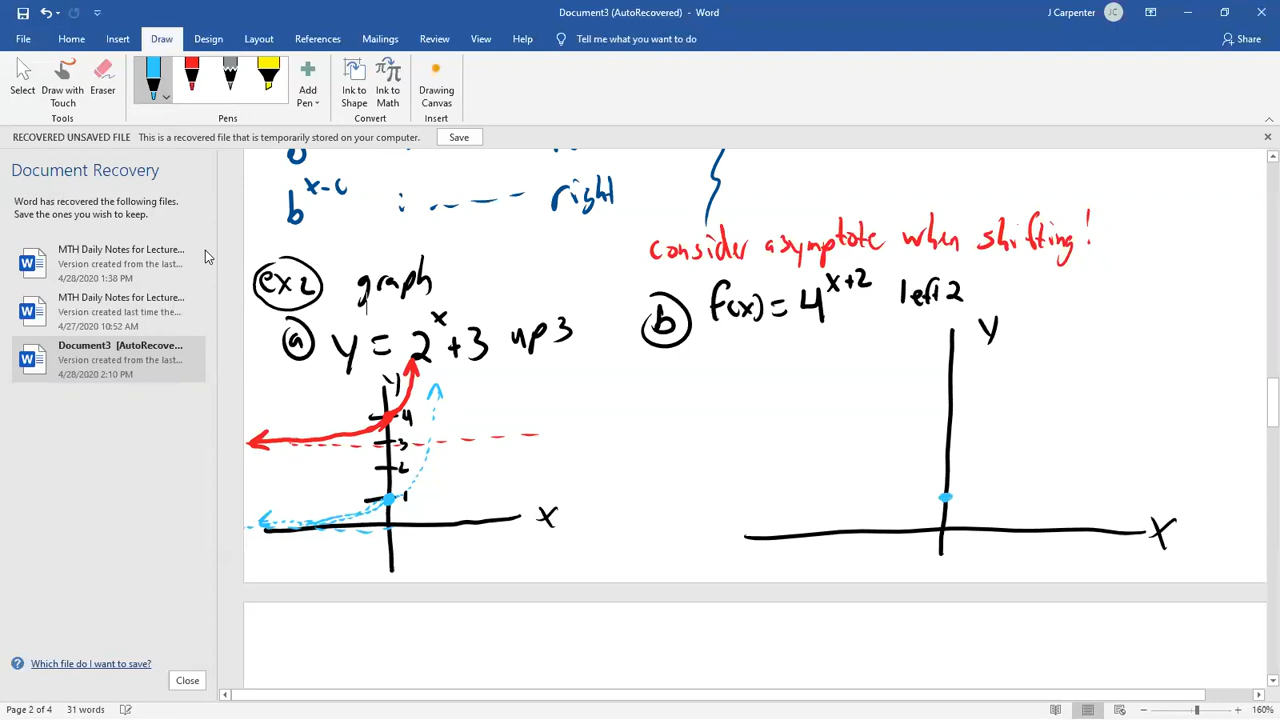 Document3 (AutoRecovered) - Word
J Carpenter
JC
File Home Insert Draw Design Layout References Mailings Review View Help Tell me what you want to do
Share
Select
Draw with Touch
Eraser
Add Pen
Ink to Shape
Ink to Math
Drawing Canvas
Tools
Pens
Convert
Insert
RECOVERED UNSAVED FILE This is a recovered file that is temporarily stored on your computer.
Save
Document Recovery
Word has recovered the following files.
Save the ones you wish to keep.
MTH Daily Notes for Lecture...
Version created from the last...
4/28/2020 1:38 PM
MTH Daily Notes for Lecture...
Version created last time the...
4/27/2020 10:52 AM
Document3 [AutoRecove...
Version created from the last...
4/28/2020 2:10 PM
Which file do I want to save?
Close
b^x-c : ----- right
consider asymptote when shifting!
ex2 graph
a y = 2^x + 3 up 3
y
4
3
2
1
x
b f(x) = 4^x+2 left 2
y
x
Page 2 of 4
31 words
160%